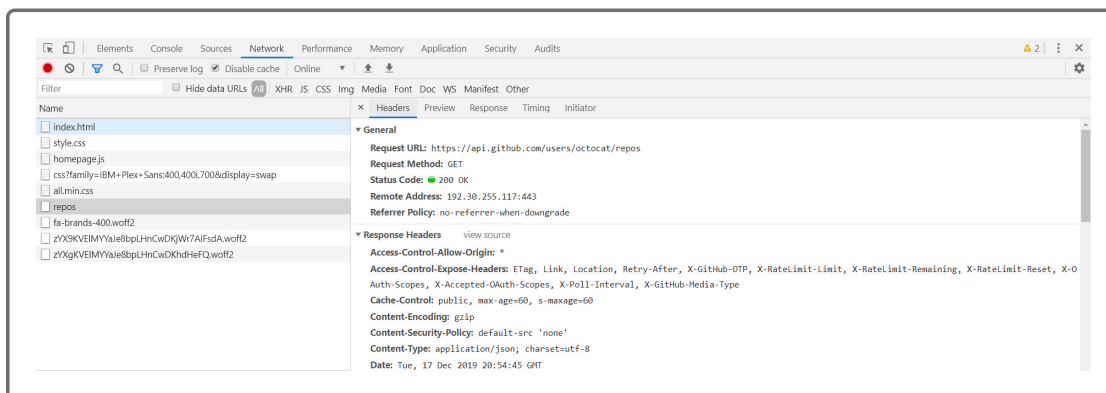 Elements Console Sources Network Performance Memory Application Security Audits 2
Preserve log Disable cache Online
Filter Hide data URLs All XHR JS CSS Img Media Font Doc WS Manifest Other
Name
index.html
style.css
homepage.js
css?family=IBM+Plex+Sans:400,400i,700&display=swap
all.min.css
repos
fa-brands-400.woff2
zYX9KVElMYYaJe8bpLHnCwDKjWr7AIFsdA.woff2
zYXgKVElMYYaJe8bpLHnCwDKhdHeFQ.woff2
× Headers Preview Response Timing Initiator
General
Request URL: https://api.github.com/users/octocat/repos
Request Method: GET
Status Code: 200 OK
Remote Address: 192.30.255.117:443
Referrer Policy: no-referrer-when-downgrade
Response Headers view source
Access-Control-Allow-Origin: *
Access-Control-Expose-Headers: ETag, Link, Location, Retry-After, X-GitHub-OTP, X-RateLimit-Limit, X-RateLimit-Remaining, X-RateLimit-Reset, X-O
Auth-Scopes, X-Accepted-OAuth-Scopes, X-Poll-Interval, X-GitHub-Media-Type
Cache-Control: public, max-age=60, s-maxage=60
Content-Encoding: gzip
Content-Security-Policy: default-src 'none'
Content-Type: application/json; charset=utf-8
Date: Tue, 17 Dec 2019 20:54:45 GMT